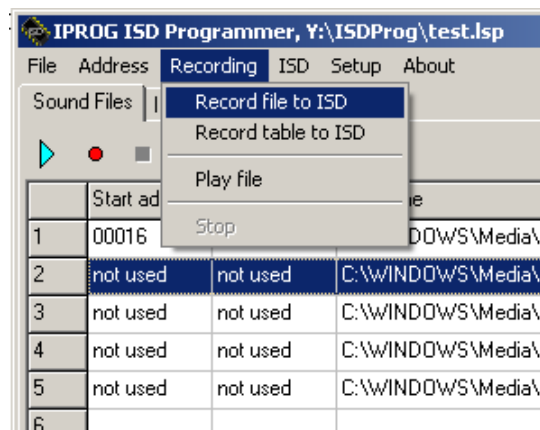 IPROG ISD Programmer, Y:\ISDProg\test.lsp
File Address Recording ISD Setup About
Sound Files
Record file to ISD
Record table to ISD
Play file
Stop
Start ad
1 00016 DOWS\Media\
2 not used not used C:\WINDOWS\Media\
3 not used not used C:\WINDOWS\Media\
4 not used not used C:\WINDOWS\Media\
5 not used not used C:\WINDOWS\Media\
6